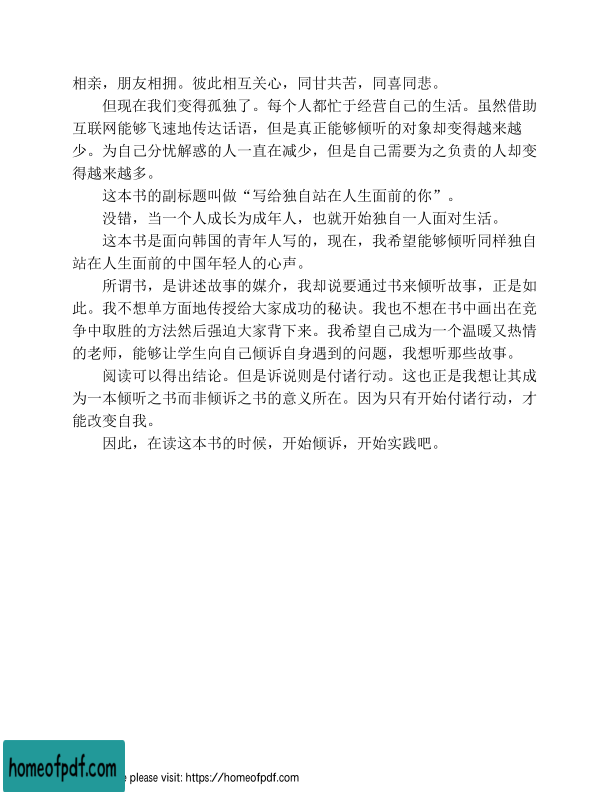 相亲，朋友相拥。彼此相互关心，同甘共苦，同喜同悲。
但现在我们变得孤独了。每个人都忙于经营自己的生活。虽然借助
互联网能够飞速地传达话语，但是真正能够倾听的对象却变得越来越
少。为自己分忧解惑的人一直在减少，但是自己需要为之负责的人却变
得越来越多。
这本书的副标题叫做“写给独自站在人生面前的你”。
没错，当一个人成长为成年人，也就开始独自一人面对生活。
这本书是面向韩国的青年人写的，现在，我希望能够倾听同样独自
站在人生面前的中国年轻人的心声。
所谓书，是讲述故事的媒介，我却说要通过书来倾听故事，正是如
此。我不想单方面地传授给大家成功的秘诀。我也不想在书中画出在竞
争中取胜的方法然后强迫大家背下来。我希望自己成为一个温暖又热情
的老师，能够让学生向自己倾诉自身遇到的问题，我想听那些故事。
阅读可以得出结论。但是诉说则是付诸行动。这也正是我想让其成
为一本倾听之书而非倾诉之书的意义所在。因为只有开始付诸行动，才
能改变自我。
因此，在读这本书的时候，开始倾诉，开始实践吧。
homeofpdf.com
e please visit: https://homeofpdf.com